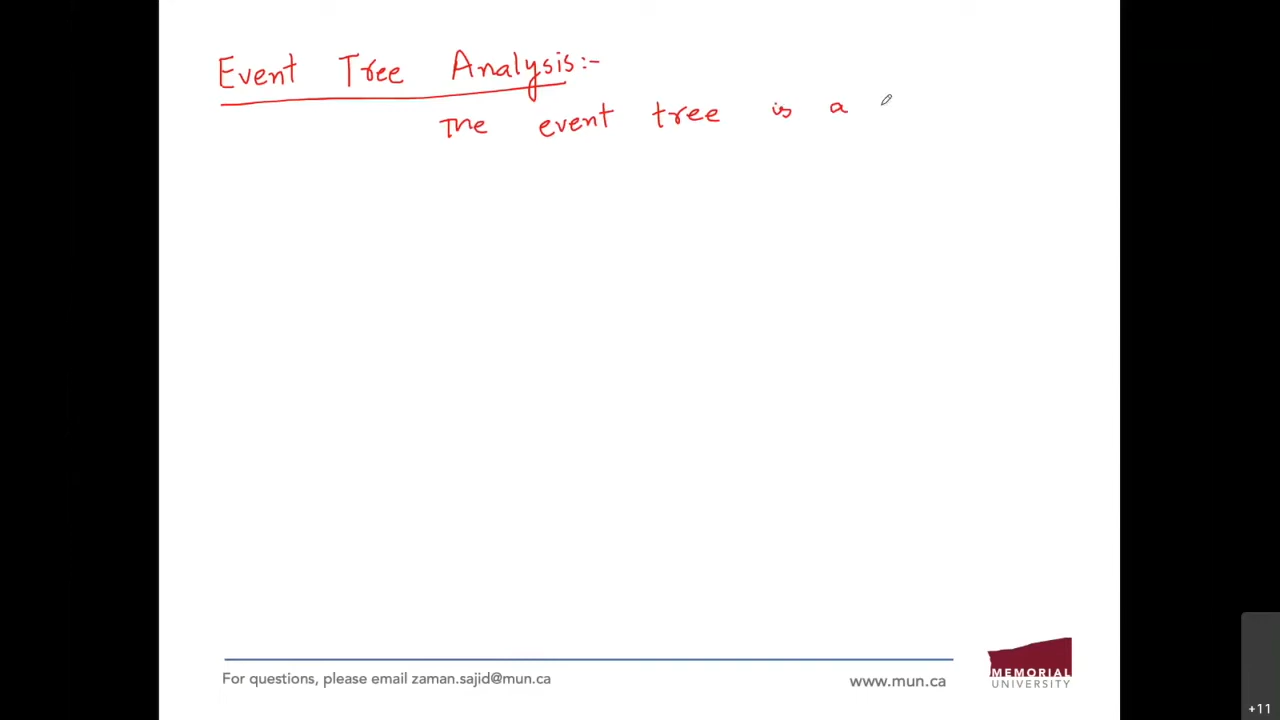 Event Tree Analysis:-
The event tree is a
For questions, please email zaman.sajid@mun.ca
www.mun.ca
MEMORIAL
UNIVERSITY
+11